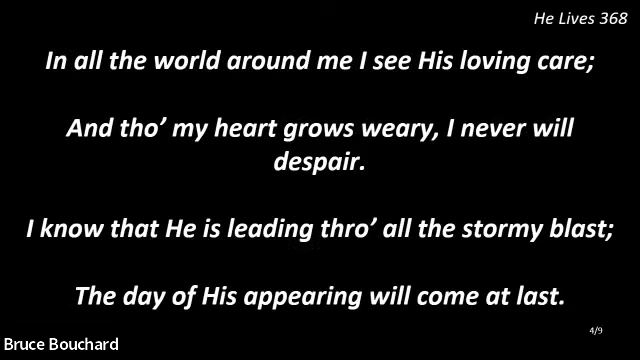 He Lives 368
In all the world around me I see His loving care;
And tho’ my heart grows weary, I never will
despair.
I know that He is leading thro’ all the stormy blast;
The day of His appearing will come at last.
4/9
Bruce Bouchard